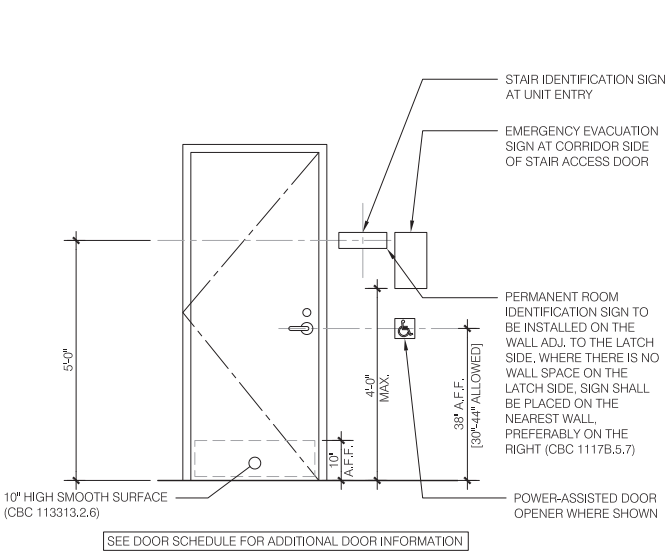 STAIR IDENTIFICATION SIGN
AT UNIT ENTRY
EMERGENCY EVACUATION
SIGN AT CORRIDOR SIDE
OF STAIR ACCESS DOOR
PERMANENT ROOM
IDENTIFICATION SIGN TO
BE INSTALLED ON THE
WALL ADJ. TO THE LATCH
SIDE, WHERE THERE IS NO
WALL SPACE ON THE
LATCH SIDE, SIGN SHALL
BE PLACED ON THE
NEAREST WALL,
PREFERABLY ON THE
RIGHT (CBC 1117B.5.7)
5'-0"
4'-0"
MAX.
38" A.F.F.
[30"-44" ALLOWED]
10"
A.F.F.
10" HIGH SMOOTH SURFACE
(CBC 113313.2.6)
POWER-ASSISTED DOOR
OPENER WHERE SHOWN
SEE DOOR SCHEDULE FOR ADDITIONAL DOOR INFORMATION